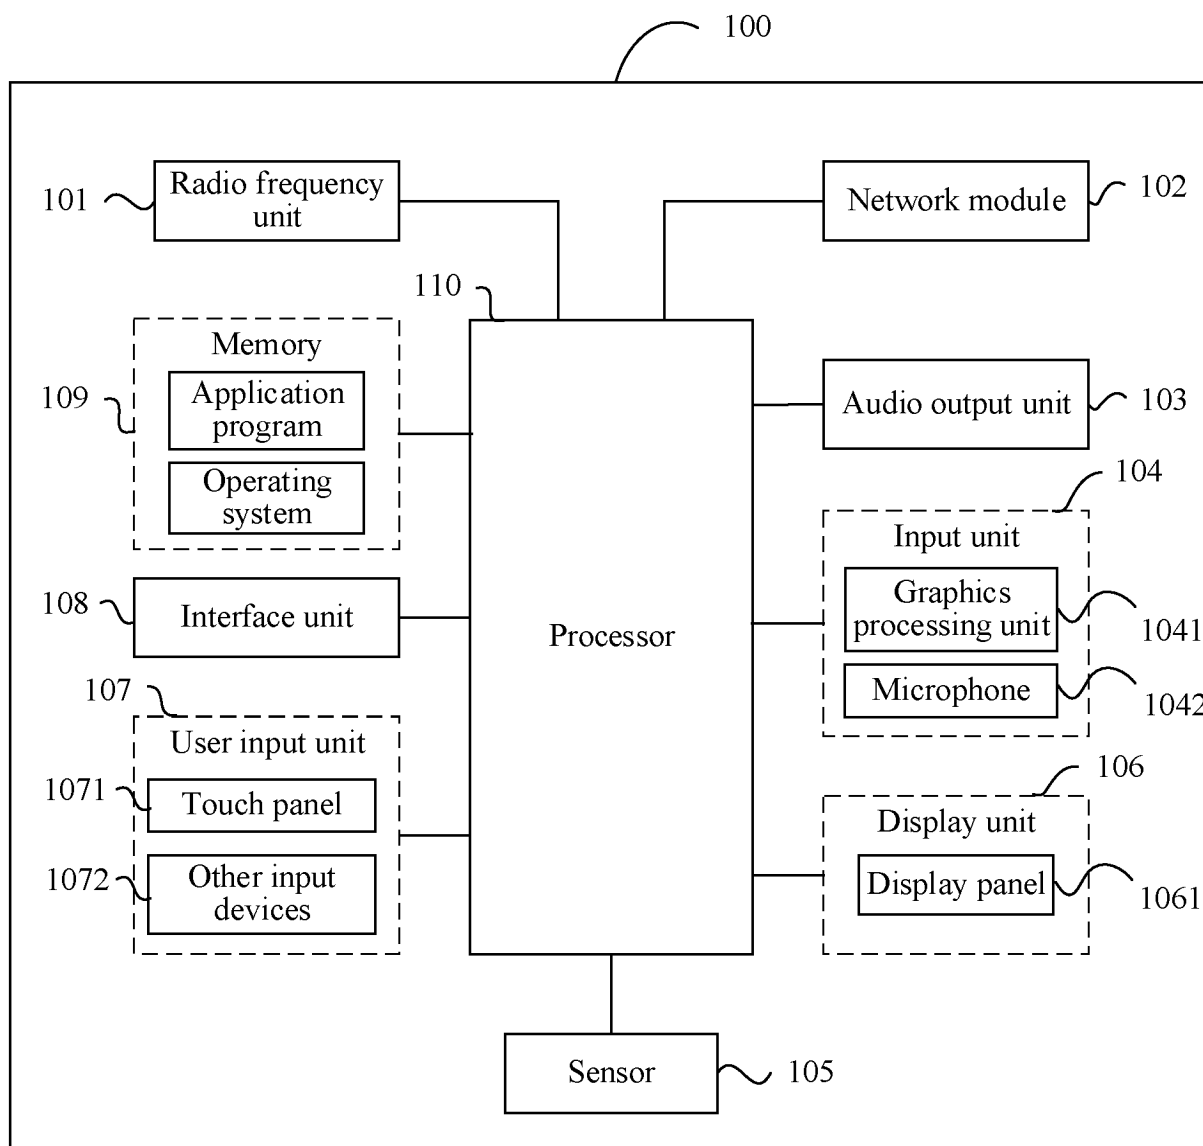 100
101
Radio frequency
unit
Network module
102
110
109
Memory
Application
program
Operating
system
Audio output unit
103
104
Input unit
Graphics
processing unit
1041
Microphone
1042
108
Interface unit
Processor
107
User input unit
1071
Touch panel
1072
Other input
devices
106
Display unit
Display panel
1061
Sensor
105